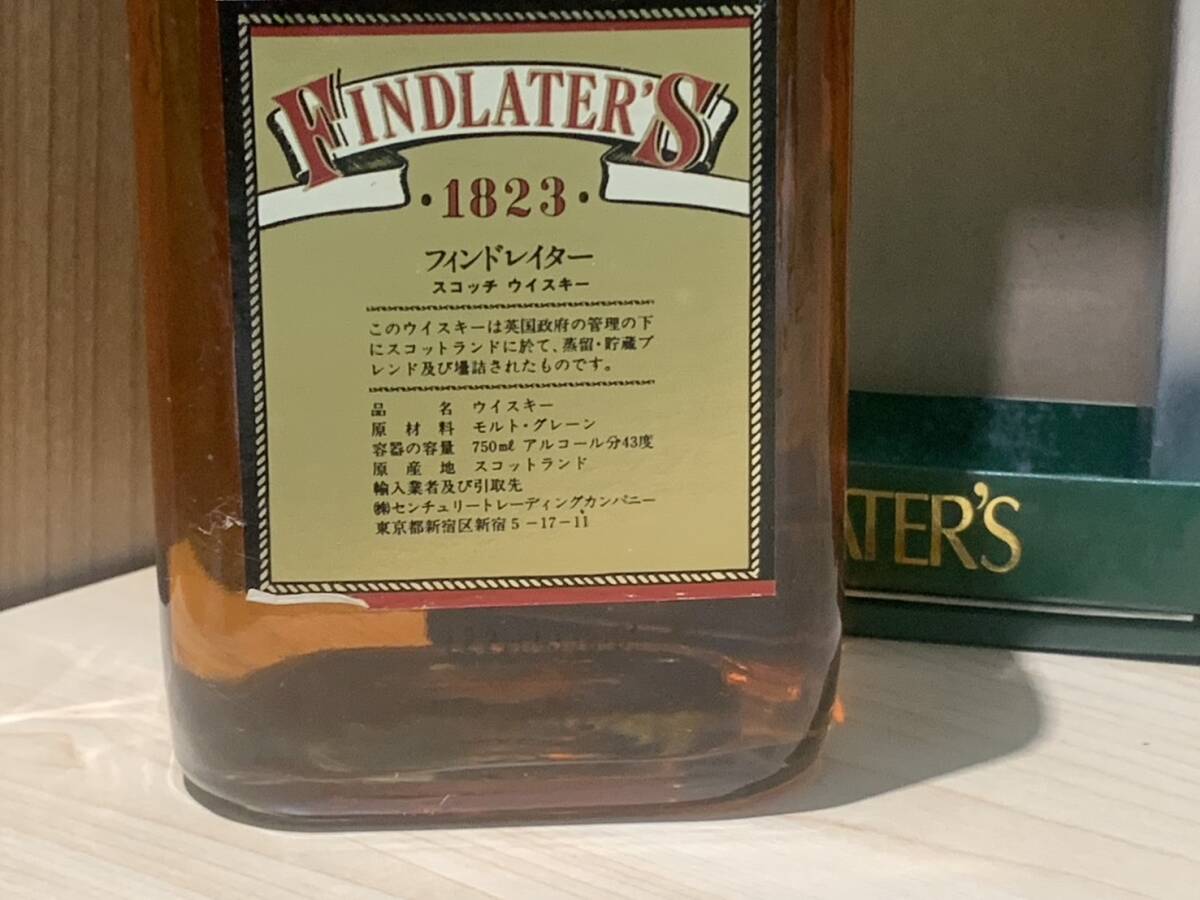 FINDLATER'S
・1823・
フィンドレイター
スコッチ ウイスキー
このウイスキーは英国政府の管理の下
にスコットランドに於て、蒸留・貯蔵ブ
レンド及び壜詰されたものです。
品名 ウイスキー
原材料 モルト・グレーン
容器の容量 750mℓ アルコール分43度
原産地 スコットランド
輸入業者及び引取先
㈱センチュリートレーディングカンパニー
東京都新宿区新宿5-17-11
ATER'S